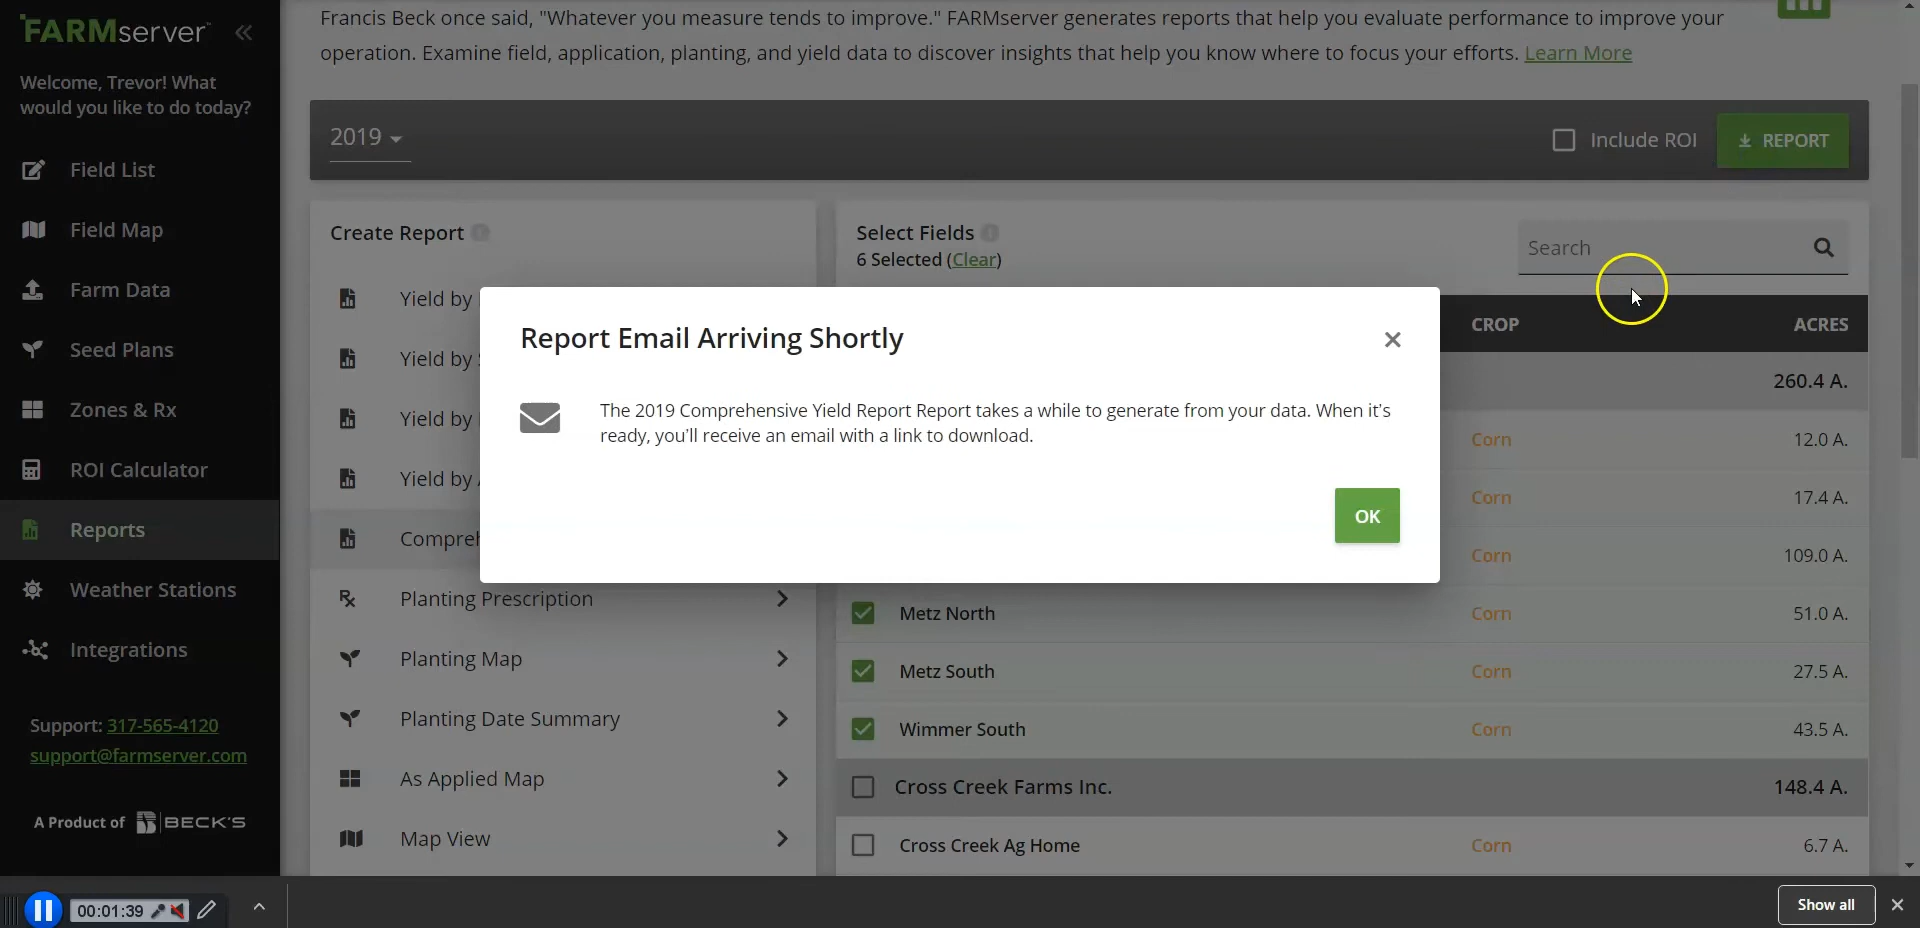 FARMserver
Welcome, Trevor! What
would you like to do today?
Field List
Field Map
Farm Data
Seed Plans
Zones & Rx
ROI Calculator
Reports
Weather Stations
Integrations
Support: 317-565-4120
support@farmserver.com
A Product of BECK'S
Francis Beck once said, "Whatever you measure tends to improve." FARMserver generates reports that help you evaluate performance to improve your
operation. Examine field, application, planting, and yield data to discover insights that help you know where to focus your efforts. Learn More
2019
Include ROI
REPORT
Create Report
Yield by
Yield by
Yield by
Yield by
Planting Prescription
Planting Map
Planting Date Summary
As Applied Map
Map View
Select Fields
6 Selected (Clear)
Search
CROP ACRES
260.4 A.
Corn 12.0 A.
Corn 17.4 A.
Corn 109.0 A.
Metz North Corn 51.0 A.
Metz South Corn 27.5 A.
Wimmer South Corn 43.5 A.
Cross Creek Farms Inc. 148.4 A.
Cross Creek Ag Home Corn 6.7 A.
Report Email Arriving Shortly
The 2019 Comprehensive Yield Report Report takes a while to generate from your data. When it's
ready, you'll receive an email with a link to download.
OK
00:01:39
Show all